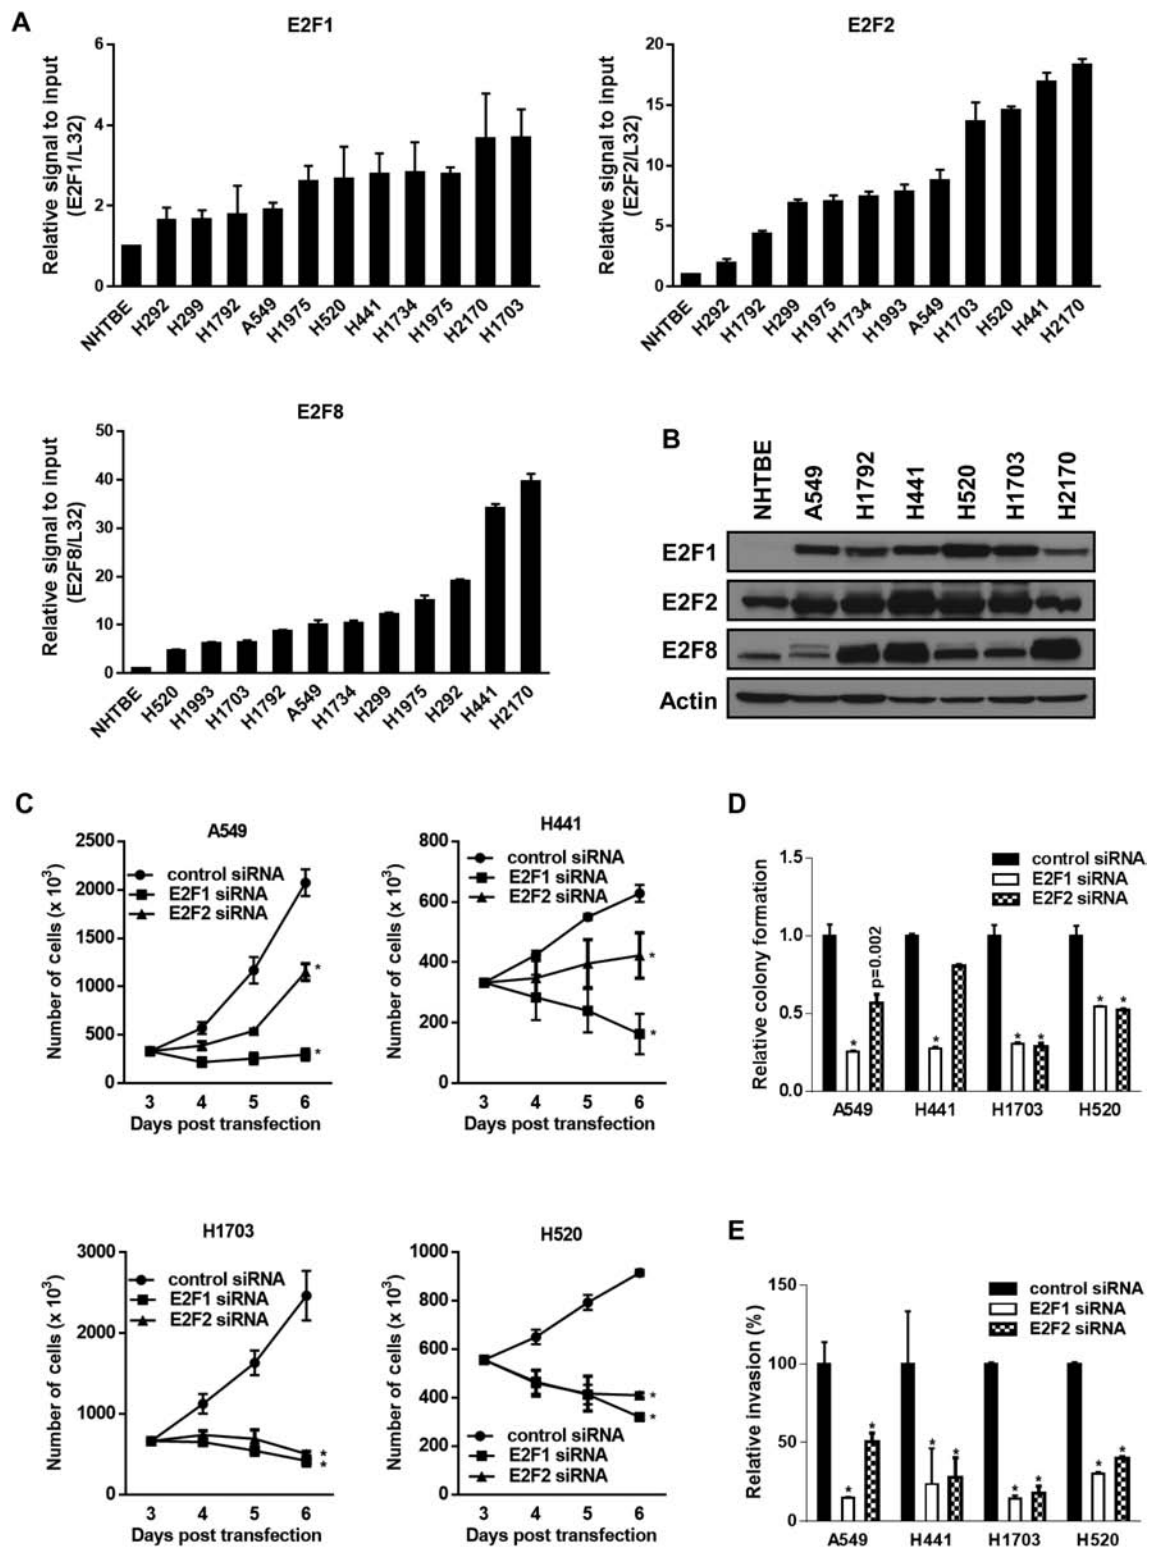 A
E2F1
Relative signal to input
(E2F1/L32)
6
4
2
0
NHTBE
H292
H299
H1792
A549
H1975
H520
H441
H1734
H1975
H2170
H1703
E2F2
Relative signal to input
(E2F2/L32)
20
15
10
5
0
NHTBE
H292
H1792
H299
H1975
H1734
H1993
A549
H1703
H520
H441
H2170
E2F8
Relative signal to input
(E2F8/L32)
50
40
30
20
10
0
NHTBE
H520
H1993
H1703
H1792
A549
H1734
H299
H1975
H292
H441
H2170
B
NHTBE
A549
H1792
H441
H520
H1703
H2170
E2F1
E2F2
E2F8
Actin
C
A549
Number of cells (x 10³)
2500
2000
1500
1000
500
0
control siRNA
E2F1 siRNA
E2F2 siRNA
*
*
3 4 5 6
Days post transfection
H441
Number of cells (x 10³)
800
600
400
200
0
control siRNA
E2F1 siRNA
E2F2 siRNA
*
*
3 4 5 6
Days post transfection
H1703
Number of cells (x 10³)
3000
2000
1000
0
control siRNA
E2F1 siRNA
E2F2 siRNA
*
*
3 4 5 6
Days post transfection
H520
Number of cells (x 10³)
1000
800
600
400
200
0
*
*
control siRNA
E2F1 siRNA
E2F2 siRNA
3 4 5 6
Days post transfection
D
Relative colony formation
1.5
1.0
0.5
0.0
control siRNA
E2F1 siRNA
E2F2 siRNA
p=0.002
* * * * * *
A549 H441 H1703 H520
E
Relative invasion (%)
150
100
50
0
control siRNA
E2F1 siRNA
E2F2 siRNA
* * * * * * * *
A549 H441 H1703 H520